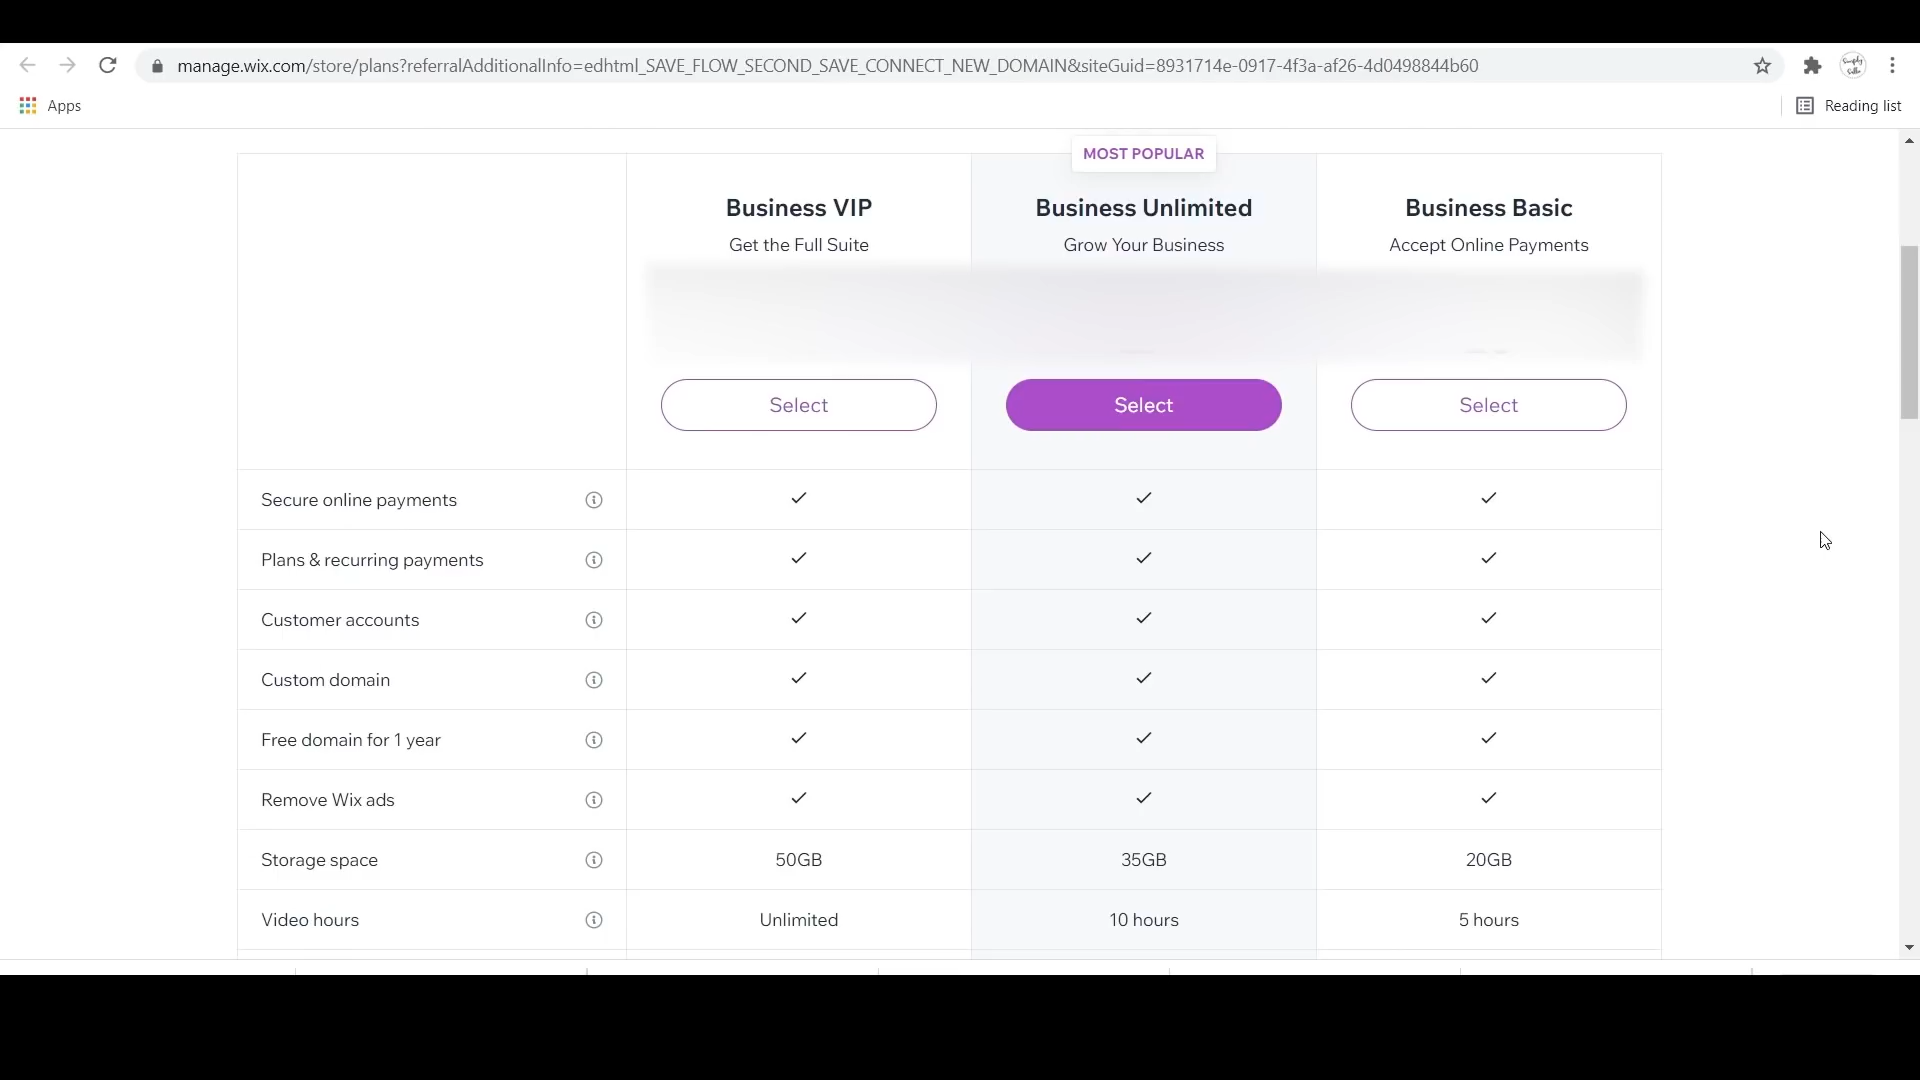 manage.wix.com/store/plans?referralAdditionalInfo=edhtml_SAVE_FLOW_SECOND_SAVE_CONNECT_NEW_DOMAIN&siteGuid=8931714e-0917-4f3a-af26-4d0498844b60
Apps
Reading list
MOST POPULAR
Business VIP Business Unlimited Business Basic
Get the Full Suite Grow Your Business Accept Online Payments
Select Select Select
Secure online payments
Plans & recurring payments
Customer accounts
Custom domain
Free domain for 1 year
Remove Wix ads
Storage space 50GB 35GB 20GB
Video hours Unlimited 10 hours 5 hours